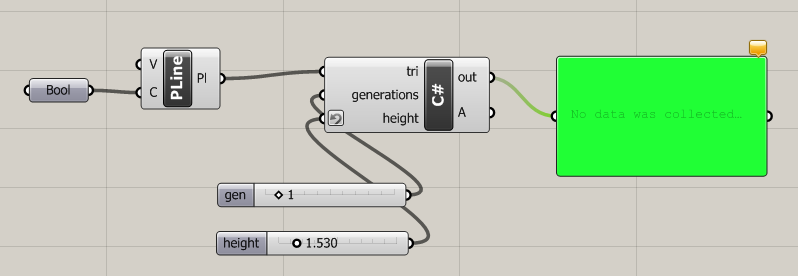 V
Bool
C
PLine
Pl
tri
generations
height
C#
out
A
No data was collected…
gen
1
height
1.530